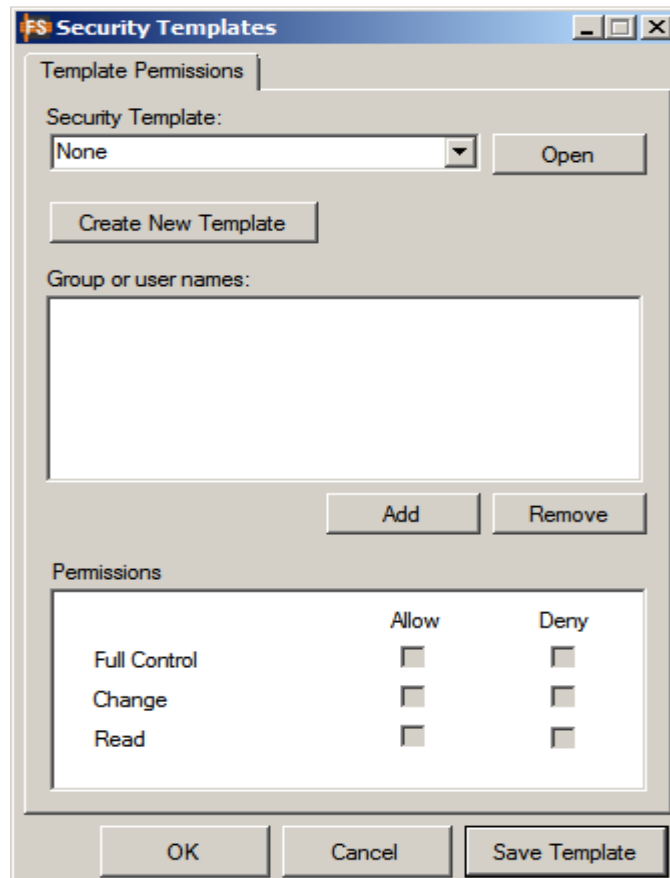 FS Security Templates
Template Permissions
Security Template:
None
Open
Create New Template
Group or user names:
Add
Remove
Permissions
Allow Deny
Full Control
Change
Read
OK
Cancel
Save Template